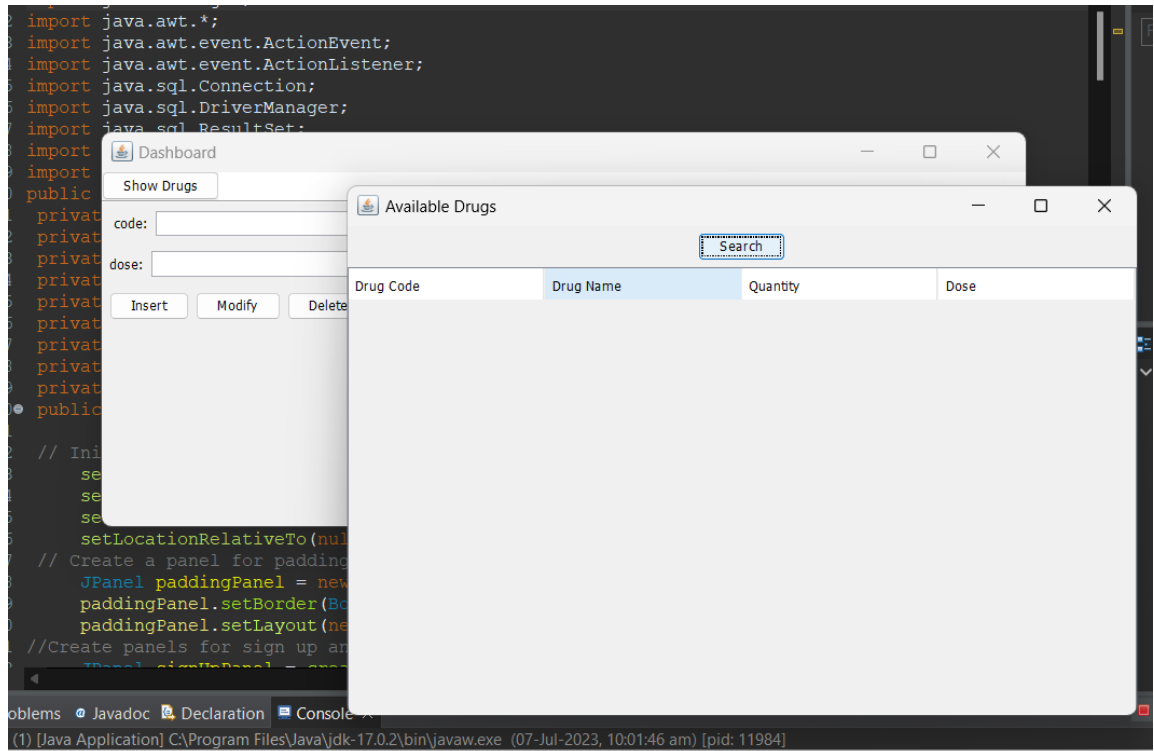 import java.awt.*;
import java.awt.event.ActionEvent;
import java.awt.event.ActionListener;
import java.sql.Connection;
import java.sql.DriverManager;
import java.sql.ResultSet;
import
import
public
privat
privat
privat
privat
privat
privat
privat
privat
privat
public
// Ini
se
se
se
setLocationRelativeTo(nul
// Create a panel for padding
JPanel paddingPanel = new
paddingPanel.setBorder(Bo
paddingPanel.setLayout(ne
//Create panels for sign up an
JPanel signUpPanel = crea
Dashboard
Show Drugs
code:
dose:
Insert Modify Delete
Available Drugs
Search
Drug Code Drug Name Quantity Dose
oblems Javadoc Declaration Console
(1) [Java Application] C:\Program Files\Java\jdk-17.0.2\bin\javaw.exe (07-Jul-2023, 10:01:46 am) [pid: 11984]